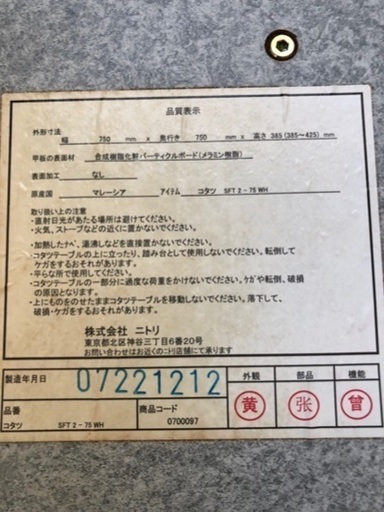 品質表示
外形寸法
幅 750 mm x 奥行き 750 mm x 高さ 385 (385～425) mm
甲板の表面材 合成樹脂化粧パーティクルボード(メラミン樹脂)
表面加工 なし
原産国 マレーシア アイテム コタツ SFT 2 - 75 WH
取り扱い上の注意
・直射日光があたる場所は避けてください。
・火気、ストーブなどの近くに置かないでください。
・加熱したナベ、湯沸しなどを直接置かないでください。
・コタツテーブルの上に立ったり、踏み台として使用しないでください。転倒して
ケガをするおそれがあります。
・平らな所で使用してください。
・コタツテーブルの一部分に過度な荷重をかけないでください。ケガや転倒、破損
の原因となります。
・上にものをのせたままコタツテーブルを移動しないでください。落下して、破
損・ケガをするおそれがあります。
株式会社 ニトリ
東京都北区神谷三丁目6番20号
お問い合わせはお近くのニトリ店舗にて承ります
製造年月日 07221212 外観 部品 機能
黄 张 曾
品番 商品コード
コタツ SFT 2 - 75 WH 0700097